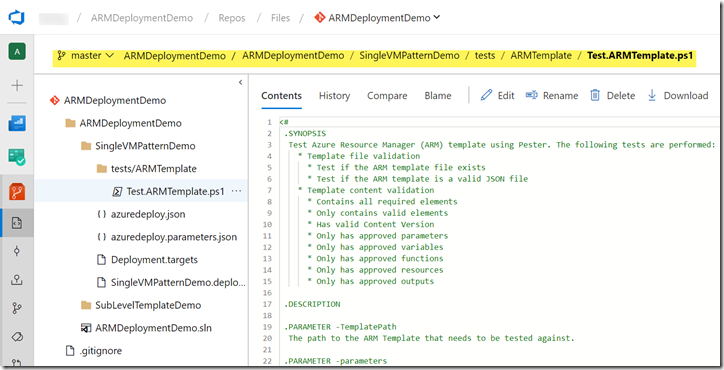 / ARMDeploymentDemo / Repos / Files / ARMDeploymentDemo
A
master ARMDeploymentDemo / ARMDeploymentDemo / SingleVMPatternDemo / tests / ARMTemplate / Test.ARMTemplate.ps1
ARMDeploymentDemo
ARMDeploymentDemo
SingleVMPatternDemo
tests/ARMTemplate
Test.ARMTemplate.ps1 ...
{ } azuredeploy.json
{ } azuredeploy.parameters.json
Deployment.targets
SingleVMPatternDemo.deplo...
SubLevelTemplateDemo
ARMDeploymentDemo.sln
.gitignore
Contents History Compare Blame Edit Rename Delete Download
1 <#
2 .SYNOPSIS
3 Test Azure Resource Manager (ARM) template using Pester. The following tests are performed:
4 * Template file validation
5 * Test if the ARM template file exists
6 * Test if the ARM template is a valid JSON file
7 * Template content validation
8 * Contains all required elements
9 * Only contains valid elements
10 * Has valid Content Version
11 * Only has approved parameters
12 * Only has approved variables
13 * Only has approved functions
14 * Only has approved resources
15 * Only has approved outputs
16
17 .DESCRIPTION
18
19 .PARAMETER -TemplatePath
20 The path to the ARM Template that needs to be tested against.
21
22 .PARAMETER -parameters